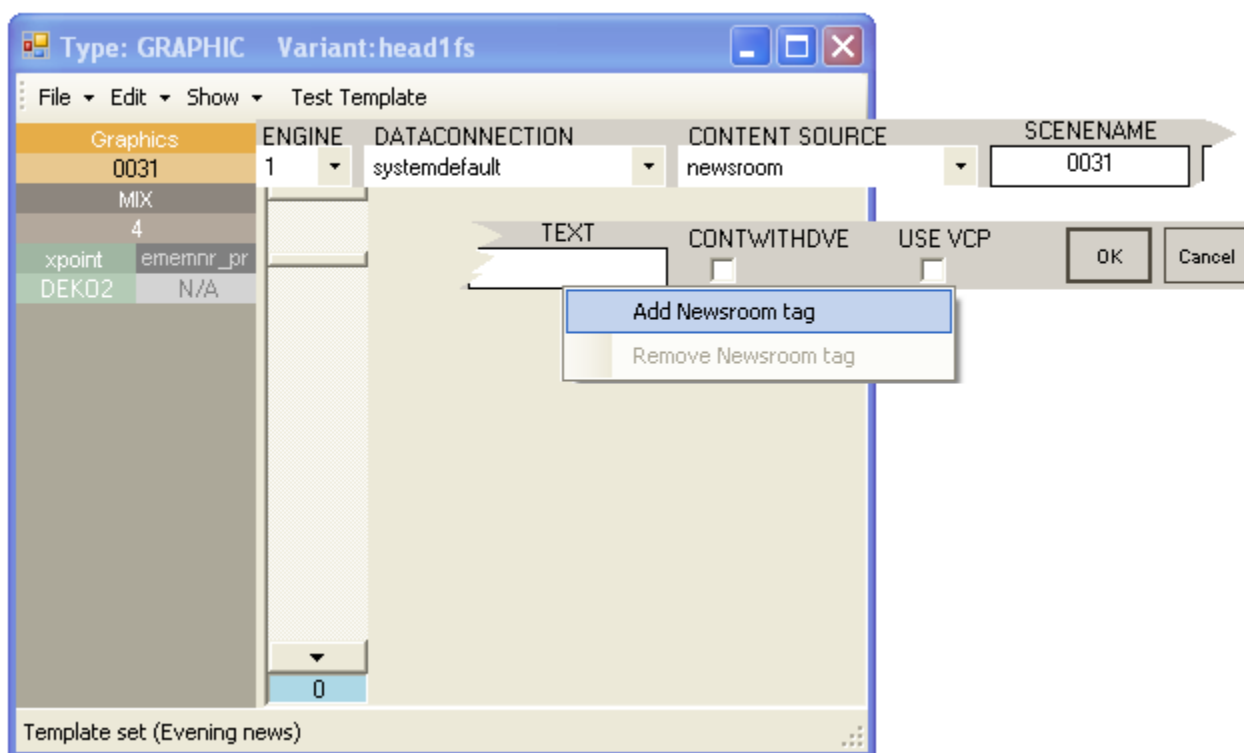 Type: GRAPHIC Variant:head1fs
File Edit Show Test Template
Graphics
0031
MIX
4
xpoint ememnr_pr
DEKO2 N/A
ENGINE DATACONNECTION CONTENT SOURCE SCENENAME
1 systemdefault newsroom 0031
TEXT CONTWITHDVE USE VCP OK Cancel
Add Newsroom tag
Remove Newsroom tag
0
Template set (Evening news)